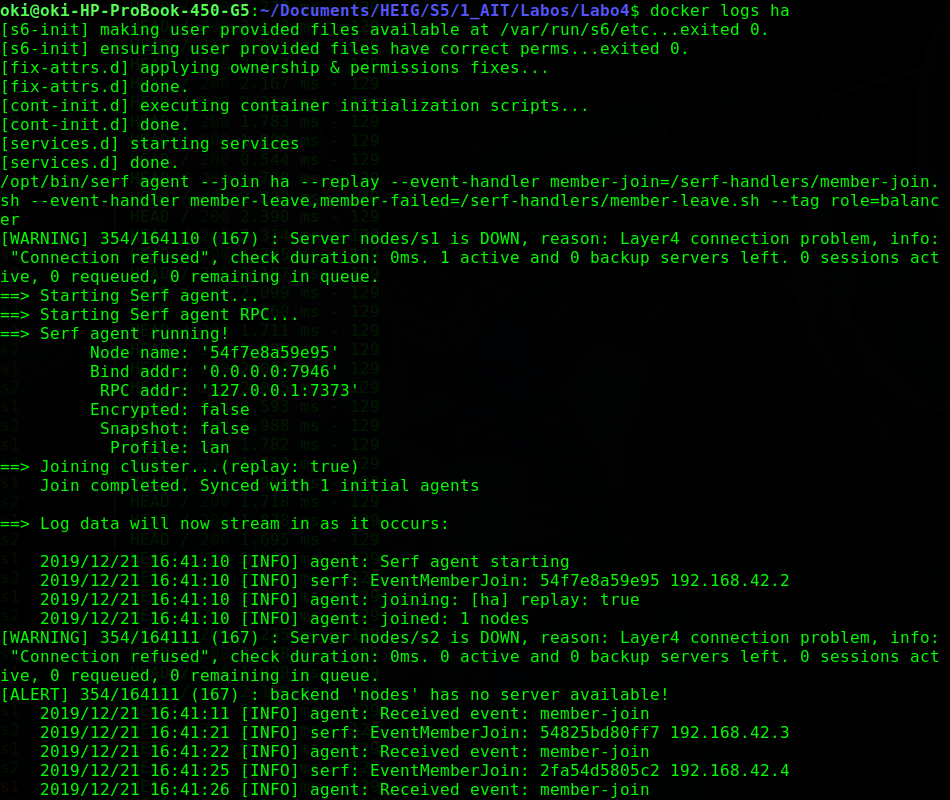 oki@oki-HP-ProBook-450-G5:~/Documents/HEIG/S5/1_AIT/Labos/Labo4$ docker logs ha
[s6-init] making user provided files available at /var/run/s6/etc...exited 0.
[s6-init] ensuring user provided files have correct perms...exited 0.
[fix-attrs.d] applying ownership & permissions fixes...
[fix-attrs.d] done.
[cont-init.d] executing container initialization scripts...
[cont-init.d] done.
[services.d] starting services
[services.d] done.
/opt/bin/serf agent --join ha --replay --event-handler member-join=/serf-handlers/member-join.
sh --event-handler member-leave,member-failed=/serf-handlers/member-leave.sh --tag role=balanc
er
[WARNING] 354/164110 (167) : Server nodes/s1 is DOWN, reason: Layer4 connection problem, info:
 "Connection refused", check duration: 0ms. 1 active and 0 backup servers left. 0 sessions act
ive, 0 requeued, 0 remaining in queue.
==> Starting Serf agent...
==> Starting Serf agent RPC...
==> Serf agent running!
         Node name: '54f7e8a59e95'
         Bind addr: '0.0.0.0:7946'
          RPC addr: '127.0.0.1:7373'
         Encrypted: false
          Snapshot: false
           Profile: lan
==> Joining cluster...(replay: true)
    Join completed. Synced with 1 initial agents

==> Log data will now stream in as it occurs:

    2019/12/21 16:41:10 [INFO] agent: Serf agent starting
    2019/12/21 16:41:10 [INFO] serf: EventMemberJoin: 54f7e8a59e95 192.168.42.2
    2019/12/21 16:41:10 [INFO] agent: joining: [ha] replay: true
    2019/12/21 16:41:10 [INFO] agent: joined: 1 nodes
[WARNING] 354/164111 (167) : Server nodes/s2 is DOWN, reason: Layer4 connection problem, info:
 "Connection refused", check duration: 0ms. 0 active and 0 backup servers left. 0 sessions act
ive, 0 requeued, 0 remaining in queue.
[ALERT] 354/164111 (167) : backend 'nodes' has no server available!
    2019/12/21 16:41:11 [INFO] agent: Received event: member-join
    2019/12/21 16:41:21 [INFO] serf: EventMemberJoin: 54825bd80ff7 192.168.42.3
    2019/12/21 16:41:22 [INFO] agent: Received event: member-join
    2019/12/21 16:41:25 [INFO] serf: EventMemberJoin: 2fa54d5805c2 192.168.42.4
    2019/12/21 16:41:26 [INFO] agent: Received event: member-join